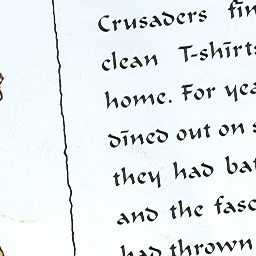 Crusaders fin
clean T-shirts
home. For yea
dined out on s
they had bat
and the fasc
had thrown